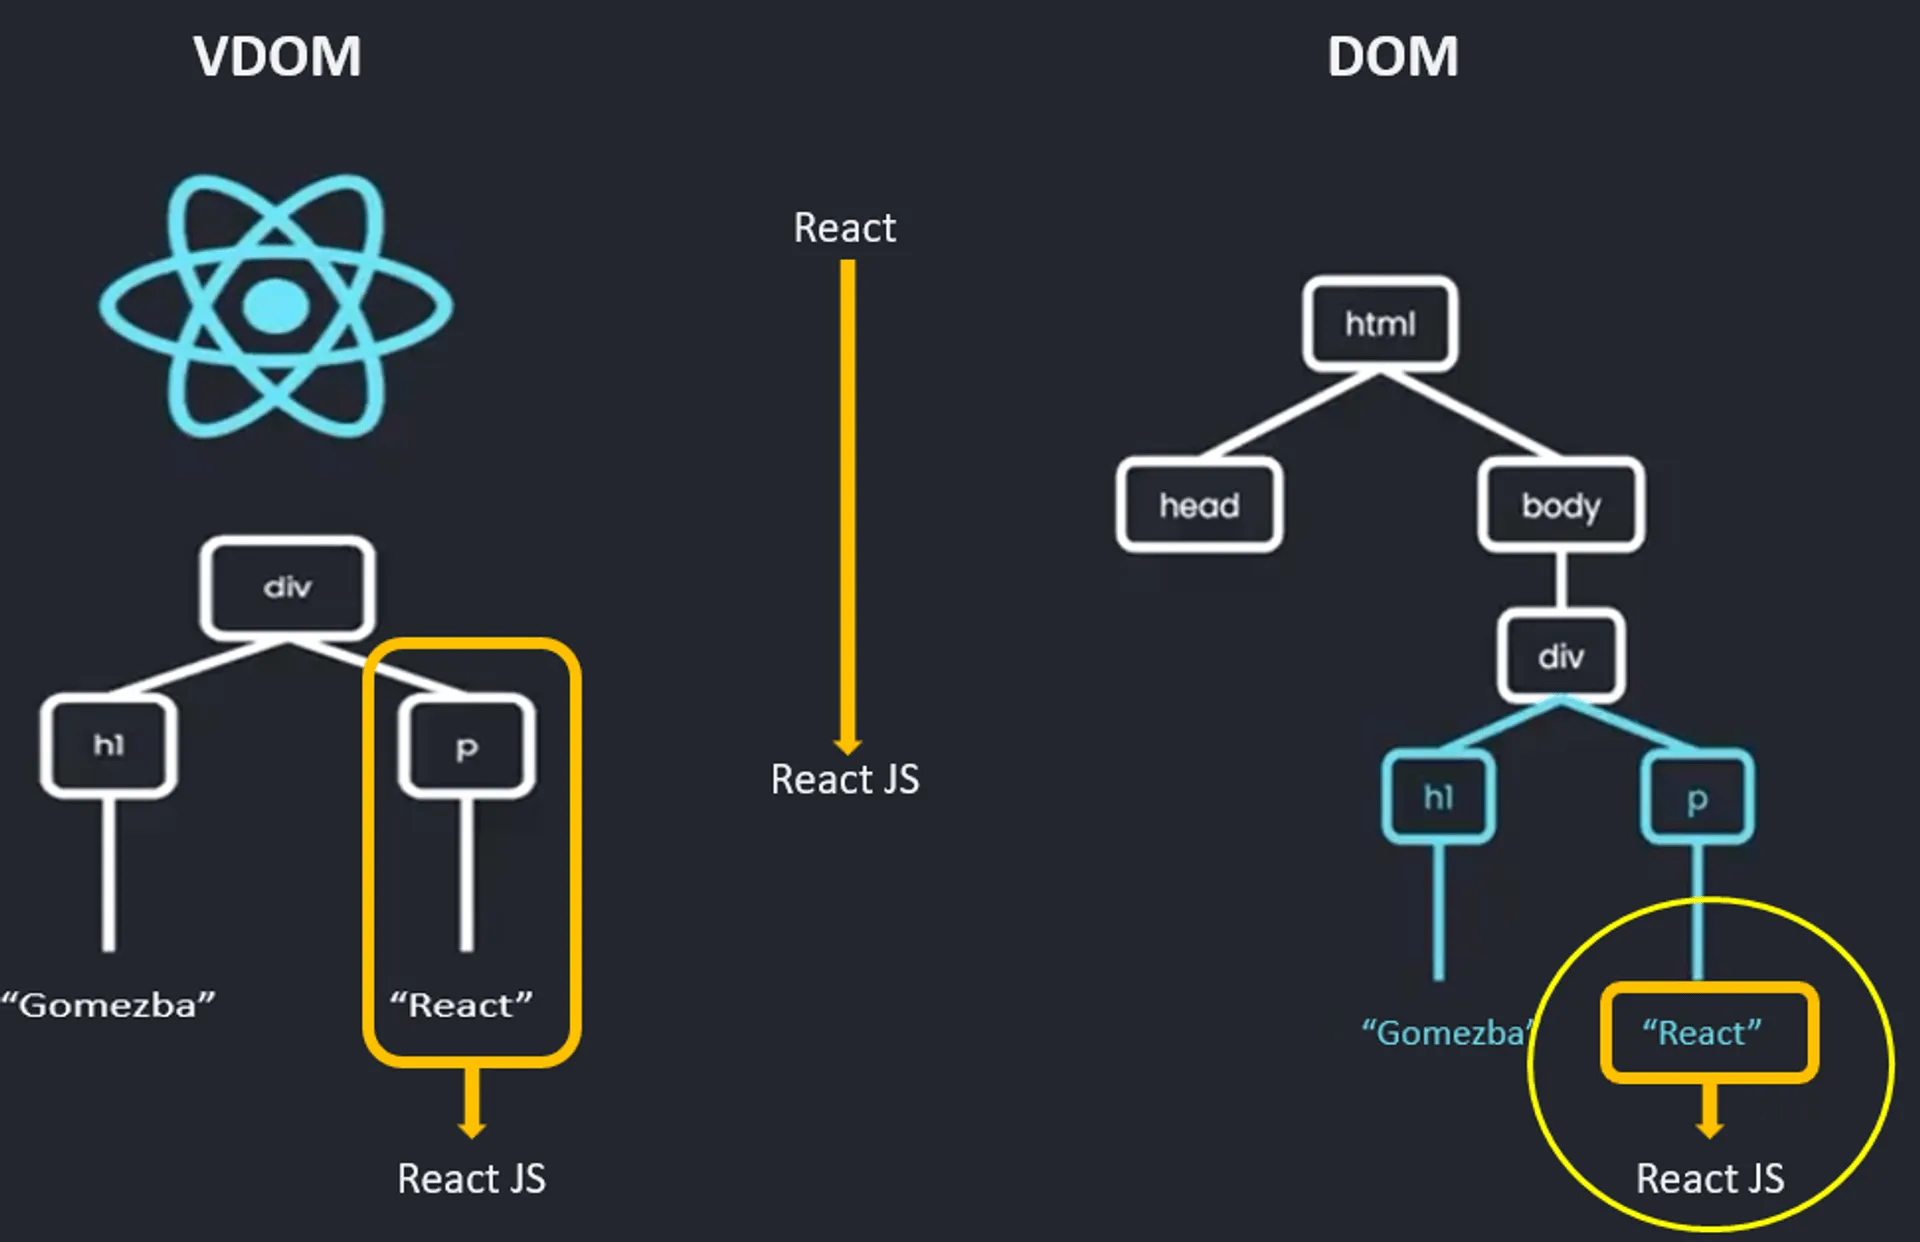 VDOM
DOM
React
React JS
div
h1
p
“Gomezba”
“React”
React JS
html
head
body
div
h1
p
“Gomezba”
“React”
React JS